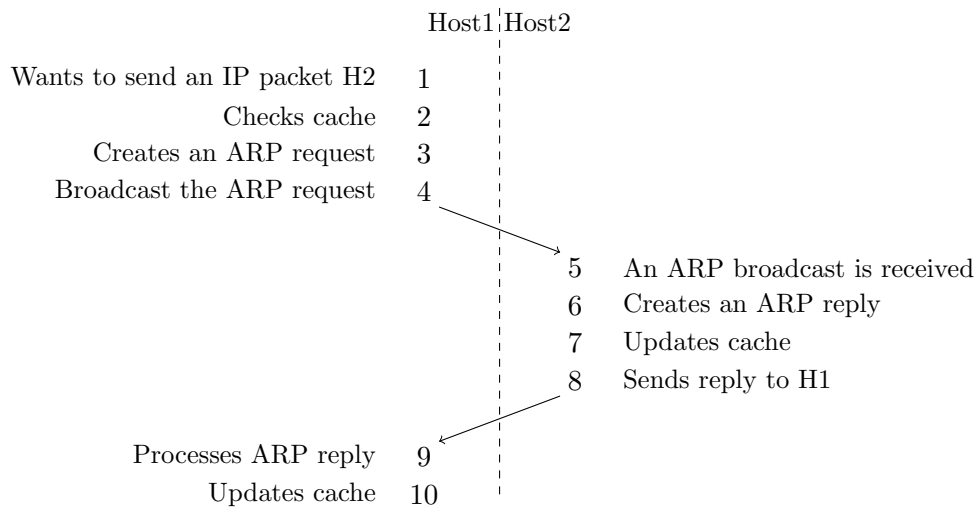 Host1 Host2
Wants to send an IP packet H2 1
Checks cache 2
Creates an ARP request 3
Broadcast the ARP request 4
5 An ARP broadcast is received
6 Creates an ARP reply
7 Updates cache
8 Sends reply to H1
Processes ARP reply 9
Updates cache 10